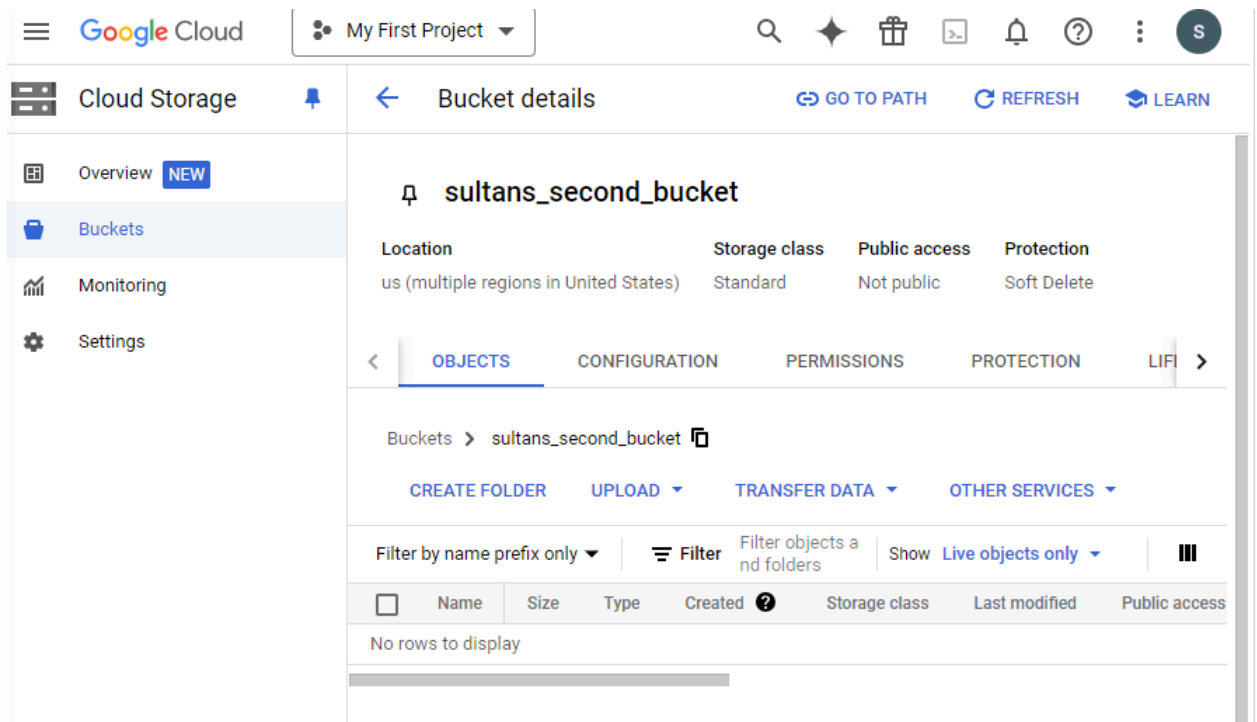 Google Cloud My First Project S
Cloud Storage
Bucket details GO TO PATH REFRESH LEARN
Overview NEW
Buckets
Monitoring
Settings
sultans_second_bucket
Location Storage class Public access Protection
us (multiple regions in United States) Standard Not public Soft Delete
OBJECTS CONFIGURATION PERMISSIONS PROTECTION
Buckets > sultans_second_bucket
CREATE FOLDER UPLOAD TRANSFER DATA OTHER SERVICES
Filter by name prefix only Filter Filter objects a
nd folders Show Live objects only
Name Size Type Created Storage class Last modified Public access
No rows to display